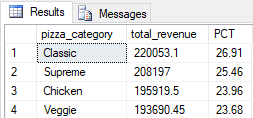 Results Messages
pizza_category total_revenue PCT
1 Classic 220053.1 26.91
2 Supreme 208197 25.46
3 Chicken 195919.5 23.96
4 Veggie 193690.45 23.68